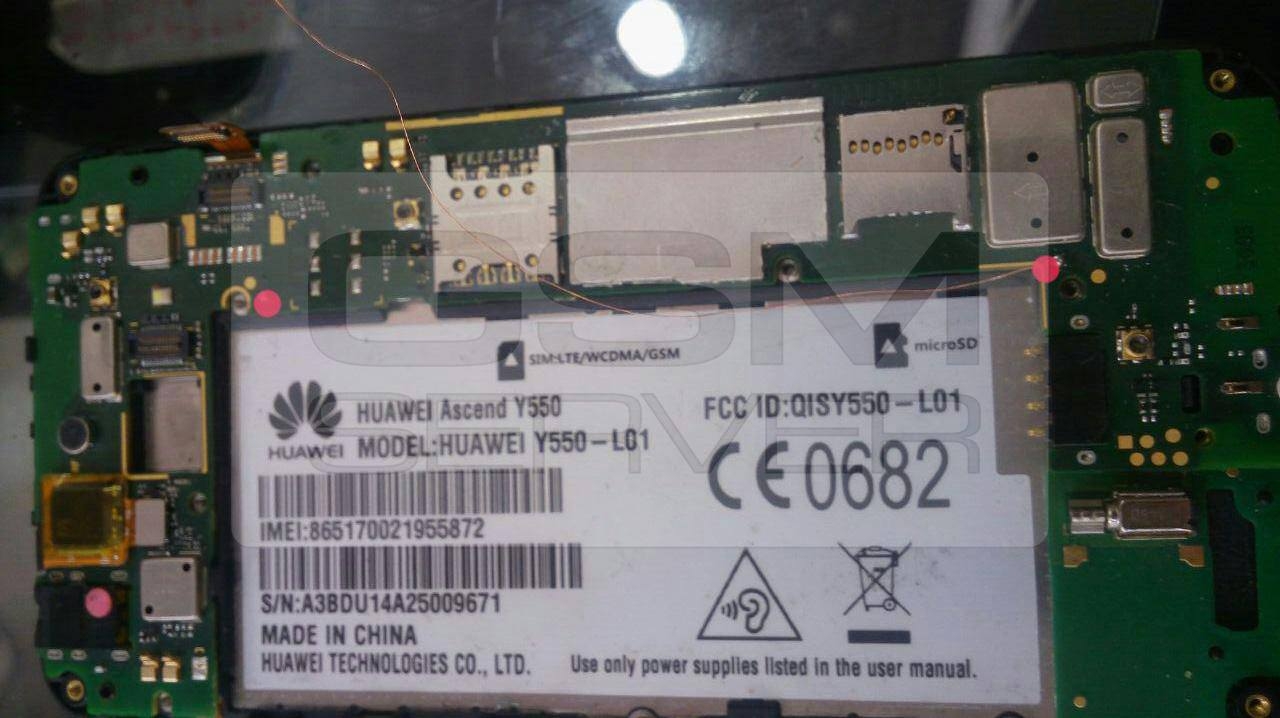 SIM:LTE/WCDMA/GSM
microSD
HUAWEI
HUAWEI Ascend Y550
MODEL:HUAWEI Y550-L01
FCC ID:QISY550-L01
CE0682
IMEI:865170021955872
S/N:A3BDU14A25009671
MADE IN CHINA
HUAWEI TECHNOLOGIES CO., LTD.
Use only power supplies listed in the user manual.
GSM
SERVER